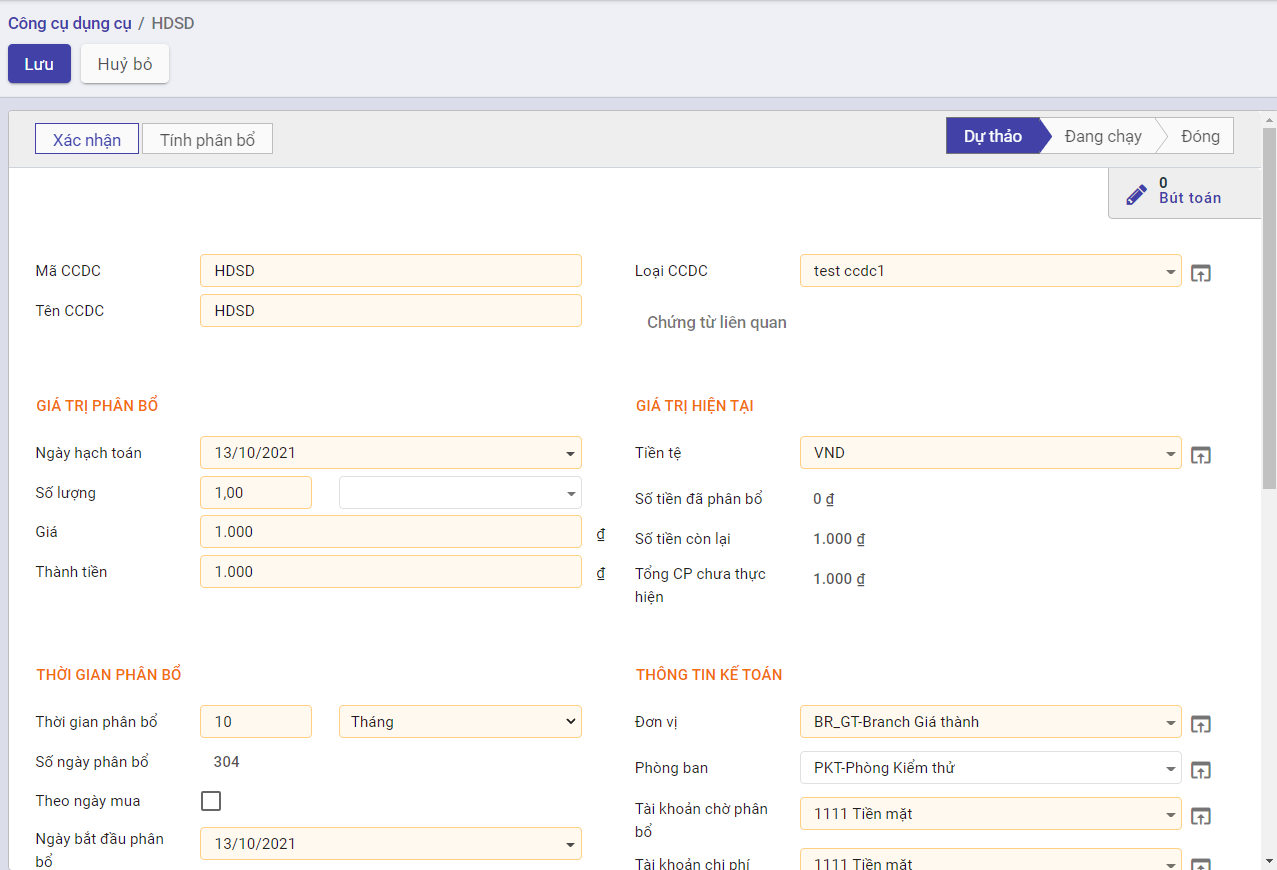 Công cụ dụng cụ / HDSD
Lưu Huỷ bỏ
Xác nhận Tính phân bổ Dự thảo Đang chạy Đóng
0
Bút toán
Mã CCDC HDSD Loại CCDC test ccdc1
Tên CCDC HDSD
Chứng từ liên quan
GIÁ TRỊ PHÂN BỔ GIÁ TRỊ HIỆN TẠI
Ngày hạch toán 13/10/2021 Tiền tệ VND
Số lượng 1,00 Số tiền đã phân bổ 0 ₫
Giá 1.000 ₫ Số tiền còn lại 1.000 ₫
Thành tiền 1.000 ₫ Tổng CP chưa thực 1.000 ₫
hiện
THỜI GIAN PHÂN BỔ THÔNG TIN KẾ TOÁN
Thời gian phân bổ 10 Tháng Đơn vị BR_GT-Branch Giá thành
Số ngày phân bổ 304 Phòng ban PKT-Phòng Kiểm thử
Theo ngày mua Tài khoản chờ phân 1111 Tiền mặt
bổ
Ngày bắt đầu phân 13/10/2021
bổ Tài khoản chi phí 1111 Tiền mặt